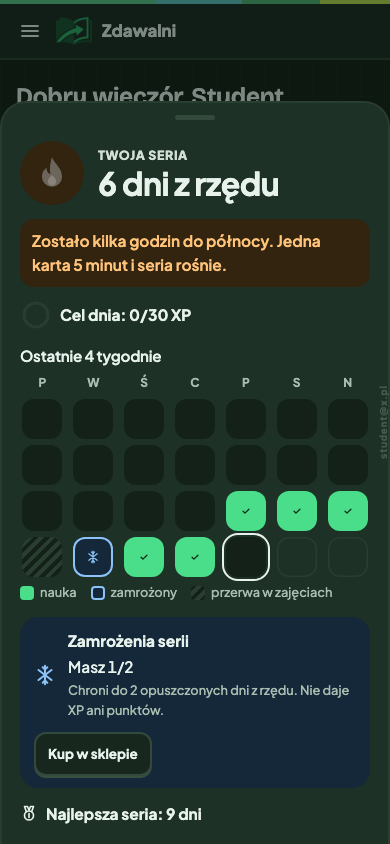 Zdawalni
Dobry wieczór, Student
TWOJA SERIA
6 dni z rzędu
Zostało kilka godzin do północy. Jedna
karta 5 minut i seria rośnie.
Cel dnia: 0/30 XP
Ostatnie 4 tygodnie
P W Ś C P S N
student@x.pl
nauka zamrożony przerwa w zajęciach
Zamrożenia serii
Masz 1/2
Chroni do 2 opuszczonych dni z rzędu. Nie daje
XP ani punktów.
Kup w sklepie
Najlepsza seria: 9 dni